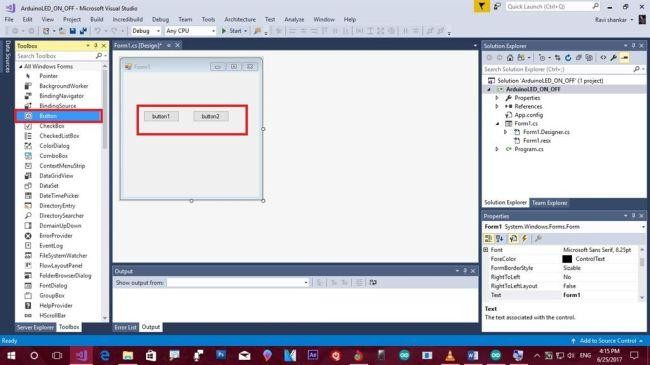 ArduinoLED_ON_OFF - Microsoft Visual Studio
Quick Launch (Ctrl+Q)
File Edit View Project Build IncrediBuild Debug Team Tools Architecture Test Analyze Window Help
Ravi shankar
Debug Any CPU Start
Data Sources
Toolbox
Search Toolbox
All Windows Forms
Pointer
BackgroundWorker
BindingNavigator
BindingSource
Button
CheckBox
CheckedListBox
ColorDialog
ComboBox
ContextMenuStrip
DataGridView
DataSet
DateTimePicker
DirectoryEntry
DirectorySearcher
DomainUpDown
ErrorProvider
EventLog
FileSystemWatcher
FlowLayoutPanel
FolderBrowserDialog
FontDialog
GroupBox
HelpProvider
HScrollBar
Server Explorer Toolbox
Form1.cs [Design]*
Form1
button1 button2
Output
Show output from:
Error List Output
Solution Explorer
Search Solution Explorer (Ctrl+;)
Solution 'ArduinoLED_ON_OFF' (1 project)
ArduinoLED_ON_OFF
Properties
References
App.config
Form1.cs
Form1.Designer.cs
Form1.resx
Program.cs
Solution Explorer Team Explorer
Properties
Form1 System.Windows.Forms.Form
Font Microsoft Sans Serif, 8.25pt
ForeColor ControlText
FormBorderStyle Sizable
RightToLeft No
RightToLeftLayout False
Text Form1
Text
The text associated with the control.
Ready
Add to Source Control
ENG
4:15 PM
6/25/2017